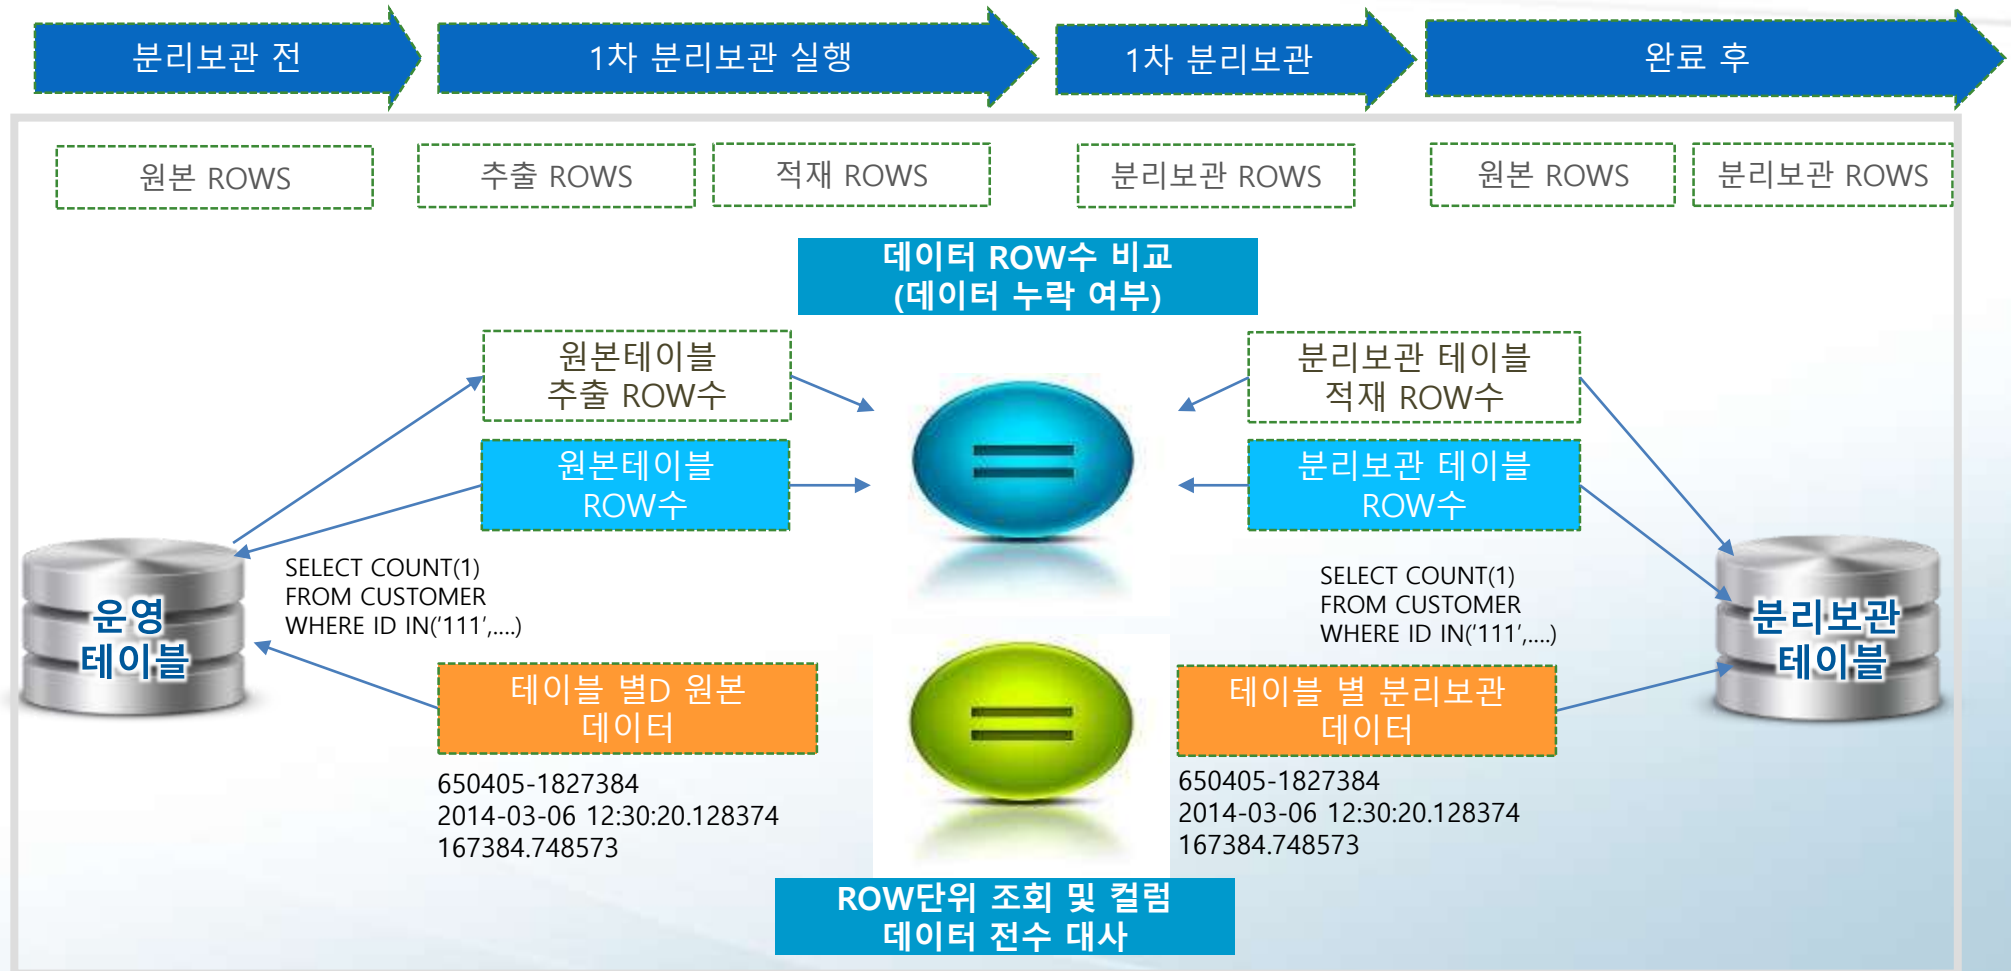 분리보관 전
1차 분리보관 실행
1차 분리보관
완료 후
원본 ROWS
추출 ROWS
적재 ROWS
분리보관 ROWS
원본 ROWS
분리보관 ROWS
데이터 ROW수 비교
(데이터 누락 여부)
원본테이블
추출 ROW수
분리보관 테이블
적재 ROW수
원본테이블
ROW수
분리보관 테이블
ROW수
SELECT COUNT(1)
FROM CUSTOMER
WHERE ID IN('111',....)
SELECT COUNT(1)
FROM CUSTOMER
WHERE ID IN('111',....)
운영
테이블
분리보관
테이블
테이블 별D 원본
데이터
테이블 별 분리보관
데이터
650405-1827384
2014-03-06 12:30:20.128374
167384.748573
650405-1827384
2014-03-06 12:30:20.128374
167384.748573
ROW단위 조회 및 컬럼
데이터 전수 대사